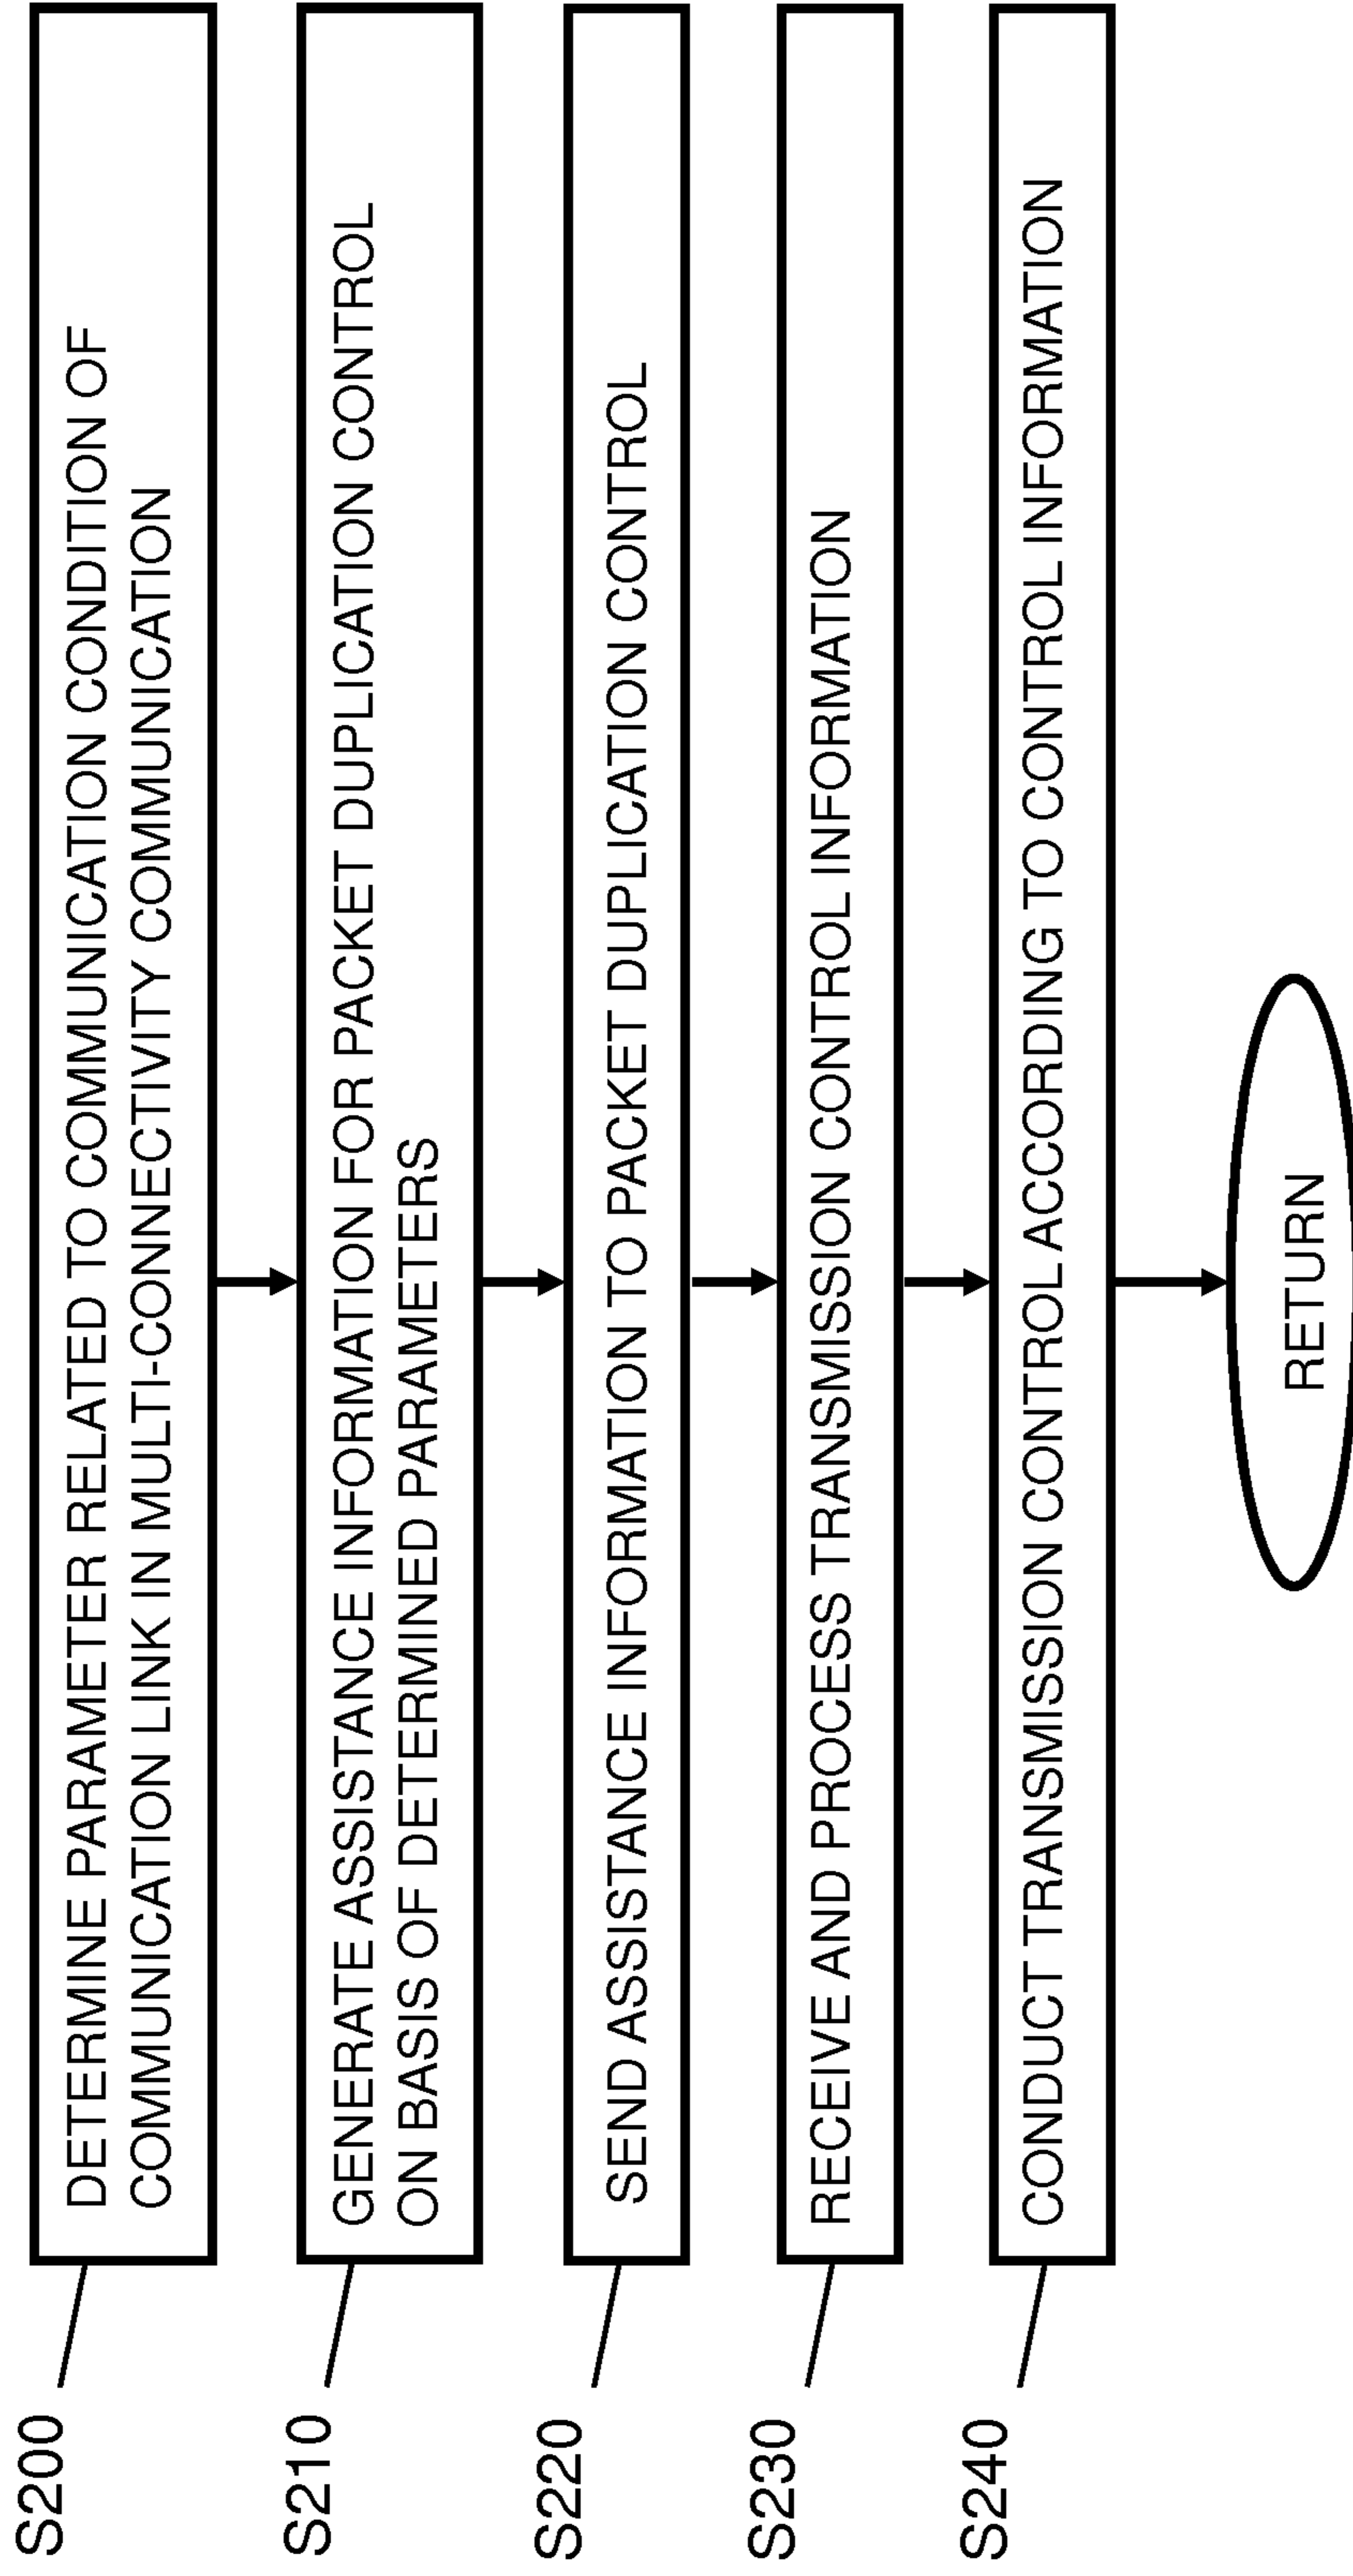 S200
DETERMINE PARAMETER RELATED TO COMMUNICATION CONDITION OF
COMMUNICATION LINK IN MULTI-CONNECTIVITY COMMUNICATION
S210
GENERATE ASSISTANCE INFORMATION FOR PACKET DUPLICATION CONTROL
ON BASIS OF DETERMINED PARAMETERS
S220
SEND ASSISTANCE INFORMATION TO PACKET DUPLICATION CONTROL
S230
RECEIVE AND PROCESS TRANSMISSION CONTROL INFORMATION
S240
CONDUCT TRANSMISSION CONTROL ACCORDING TO CONTROL INFORMATION
RETURN